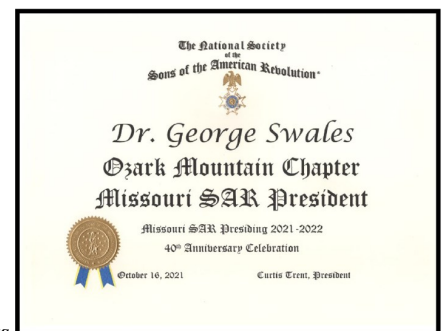 The National Society
of the
Sons of the American Revolution
Dr. George Swales
Ozark Mountain Chapter
Missouri SAR President
Missouri SAR Presiding 2021-2022
40th Anniversary Celebration
October 16, 2021 Curtis Trent, President